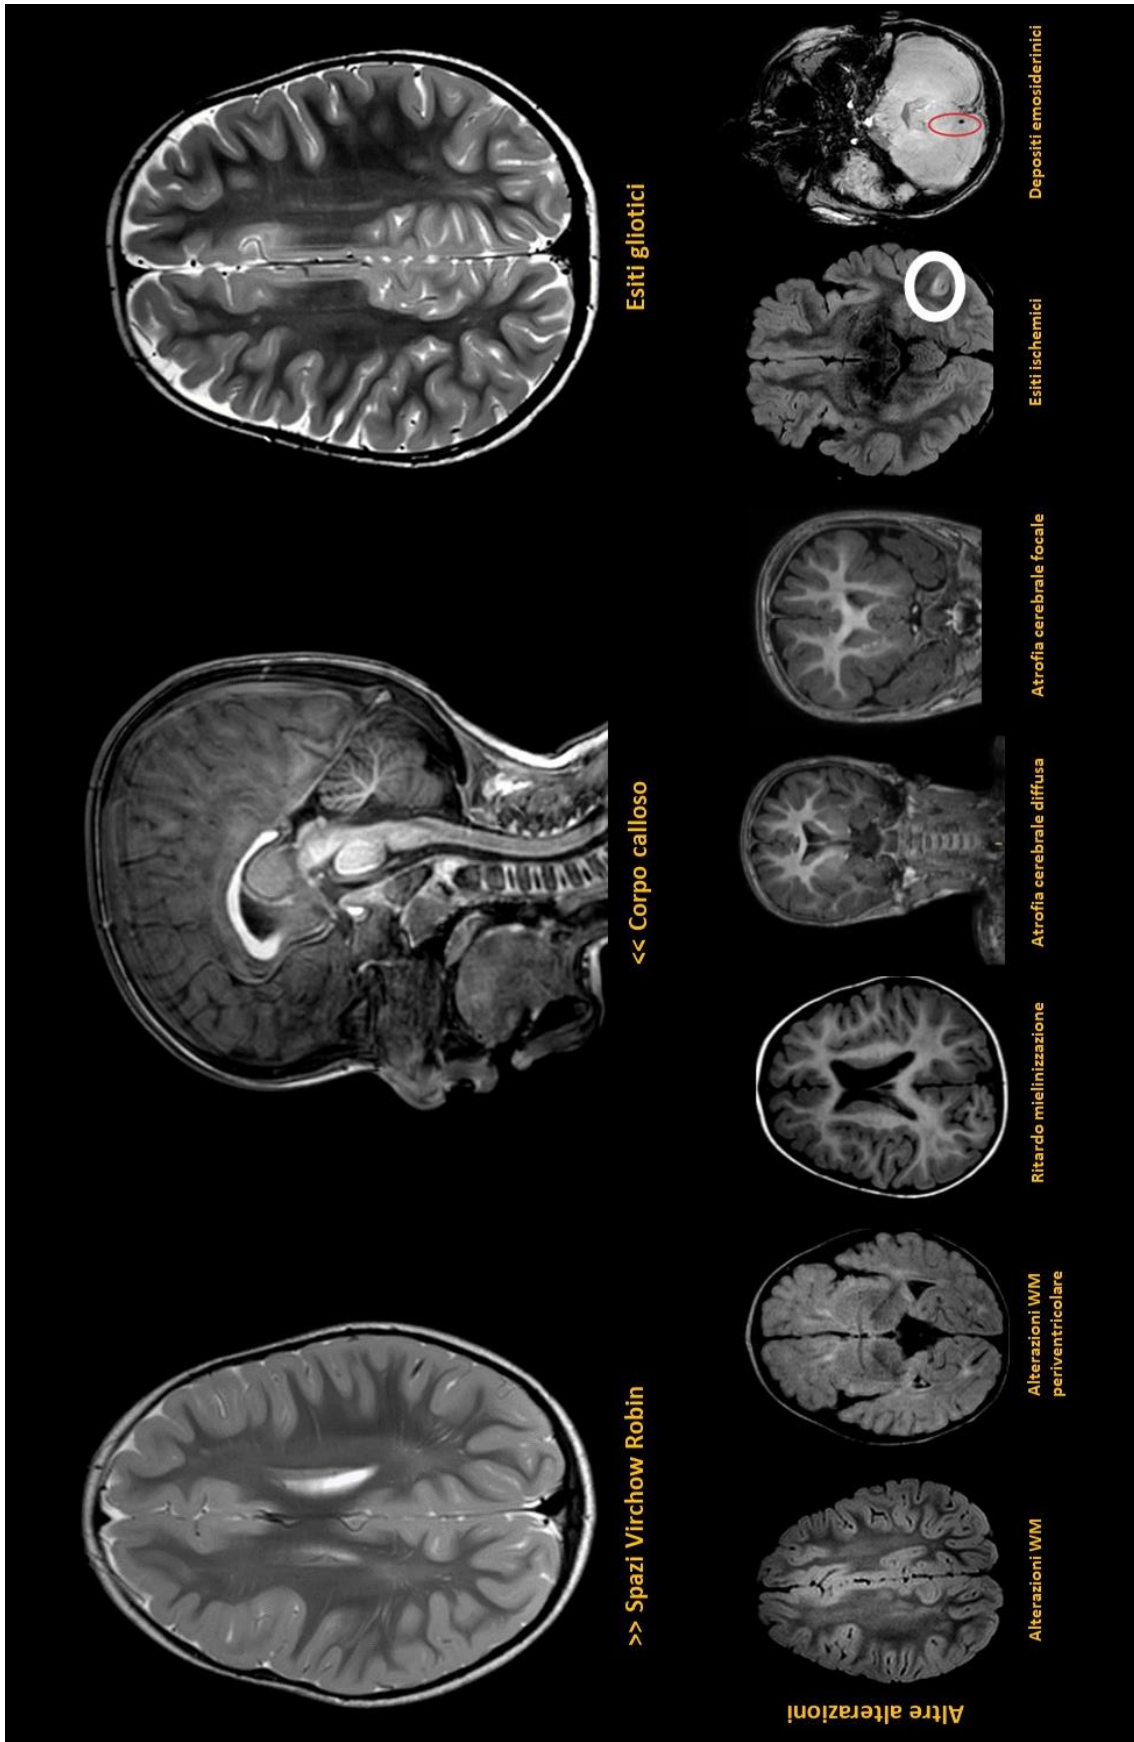 >> Spazi Virchow Robin
<< Corpo calloso
Esiti gliotici
Altre alterazioni
Alterazioni WM
Alterazioni WM
periventricolare
Ritardo mielinizzazione
Atrofia cerebrale diffusa
Atrofia cerebrale focale
Esiti ischemici
Depositi emosiderinici